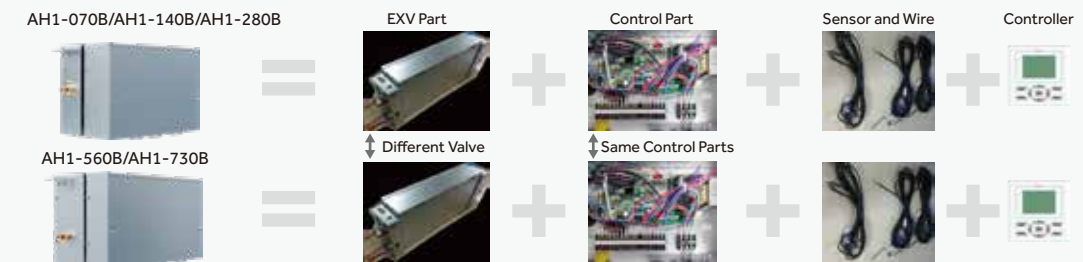 AH1-070B/AH1-140B/AH1-280B
EXV Part
Control Part
Sensor and Wire
Controller
Different Valve
Same Control Parts
AH1-560B/AH1-730B